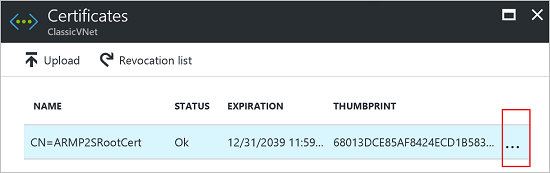 Certificates
ClassicVNet
Upload Revocation list
NAME STATUS EXPIRATION THUMBPRINT
CN=ARMP2SRootCert Ok 12/31/2039 11:59... 68013DCE85AF8424ECD1B583... ...